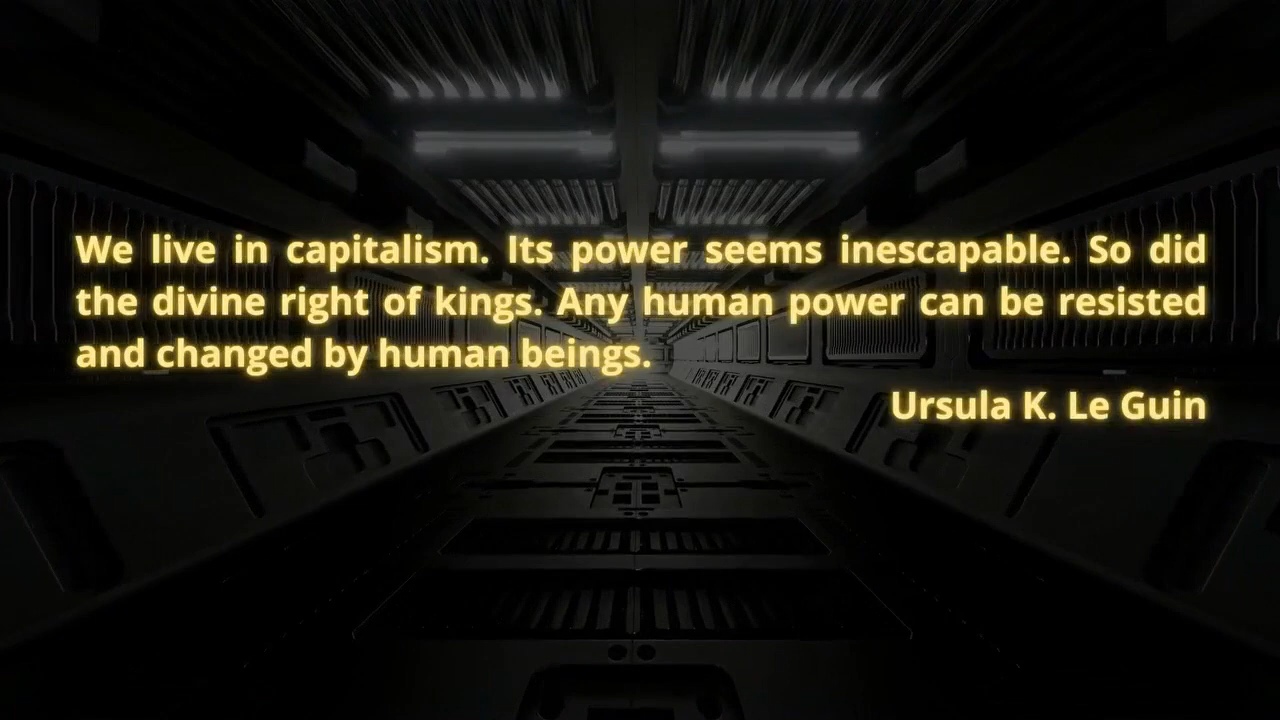 We live in capitalism. Its power seems inescapable. So did
the divine right of kings. Any human power can be resisted
and changed by human beings.
Ursula K. Le Guin